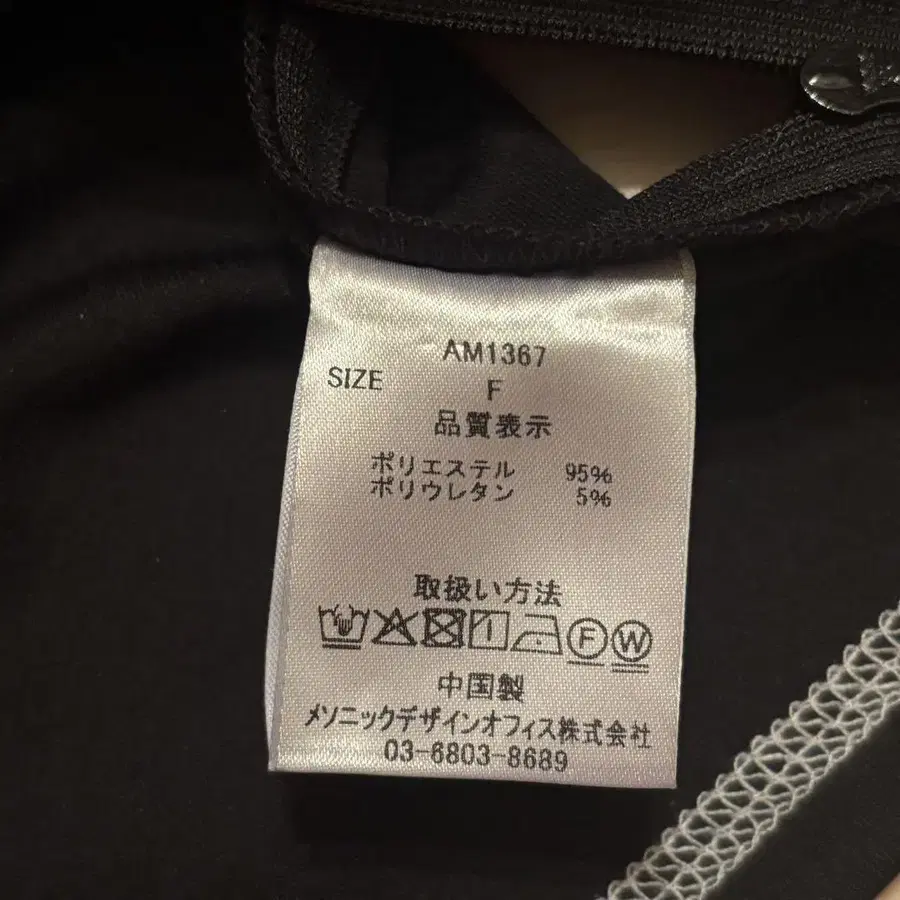 AM1367
SIZE F
品質表示
ポリエステル 95%
ポリウレタン 5%
取扱い方法
F W
中国製
メソニックデザインオフィス株式会社
03-6803-8689